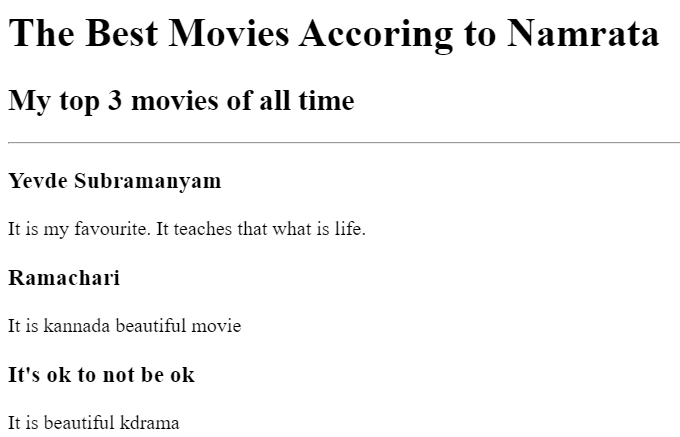 The Best Movies Accoring to Namrata
My top 3 movies of all time
Yevde Subramanyam
It is my favourite. It teaches that what is life.
Ramachari
It is kannada beautiful movie
It's ok to not be ok
It is beautiful kdrama